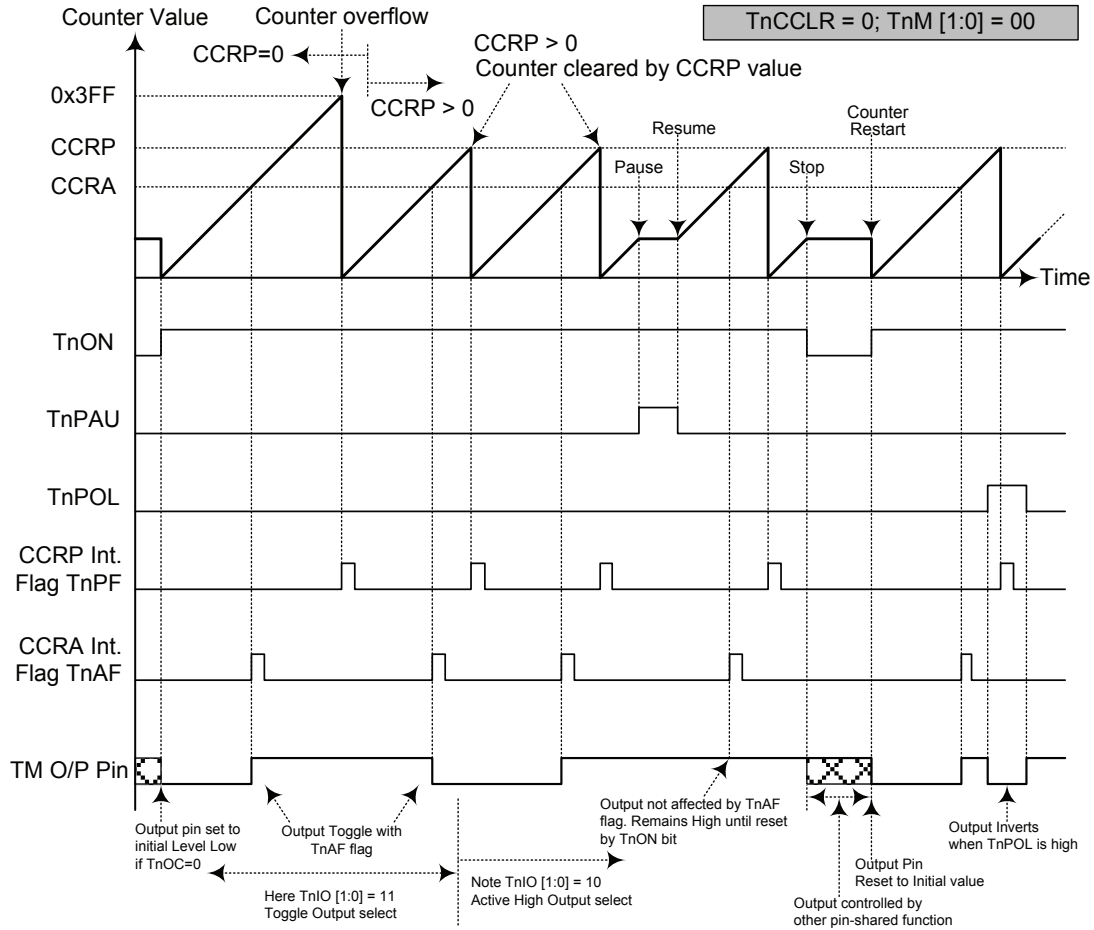 Counter Value
Counter overflow
TnCCLR = 0; TnM [1:0] = 00
CCRP=0
CCRP > 0
CCRP > 0
Counter cleared by CCRP value
0x3FF
CCRP
CCRA
Pause
Resume
Stop
Counter
Restart
Time
TnON
TnPAU
TnPOL
CCRP Int.
Flag TnPF
CCRA Int.
Flag TnAF
TM O/P Pin
Output pin set to
initial Level Low
if TnOC=0
Output Toggle with
TnAF flag
Output not affected by TnAF
flag. Remains High until reset
by TnON bit
Output Inverts
when TnPOL is high
Output Pin
Reset to Initial value
Here TnIO [1:0] = 11
Toggle Output select
Note TnIO [1:0] = 10
Active High Output select
Output controlled by
other pin-shared function